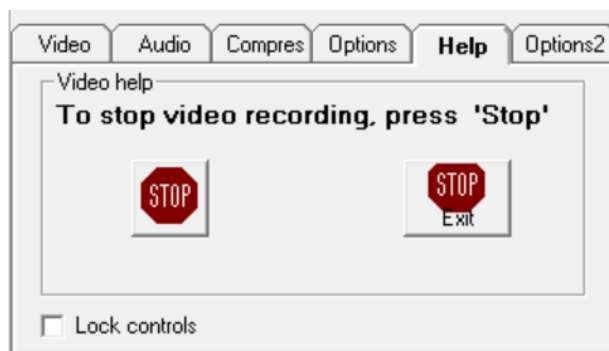 Video Audio Compres Options Help Options2
Video help
To stop video recording, press 'Stop'
STOP STOP
Exit
Lock controls